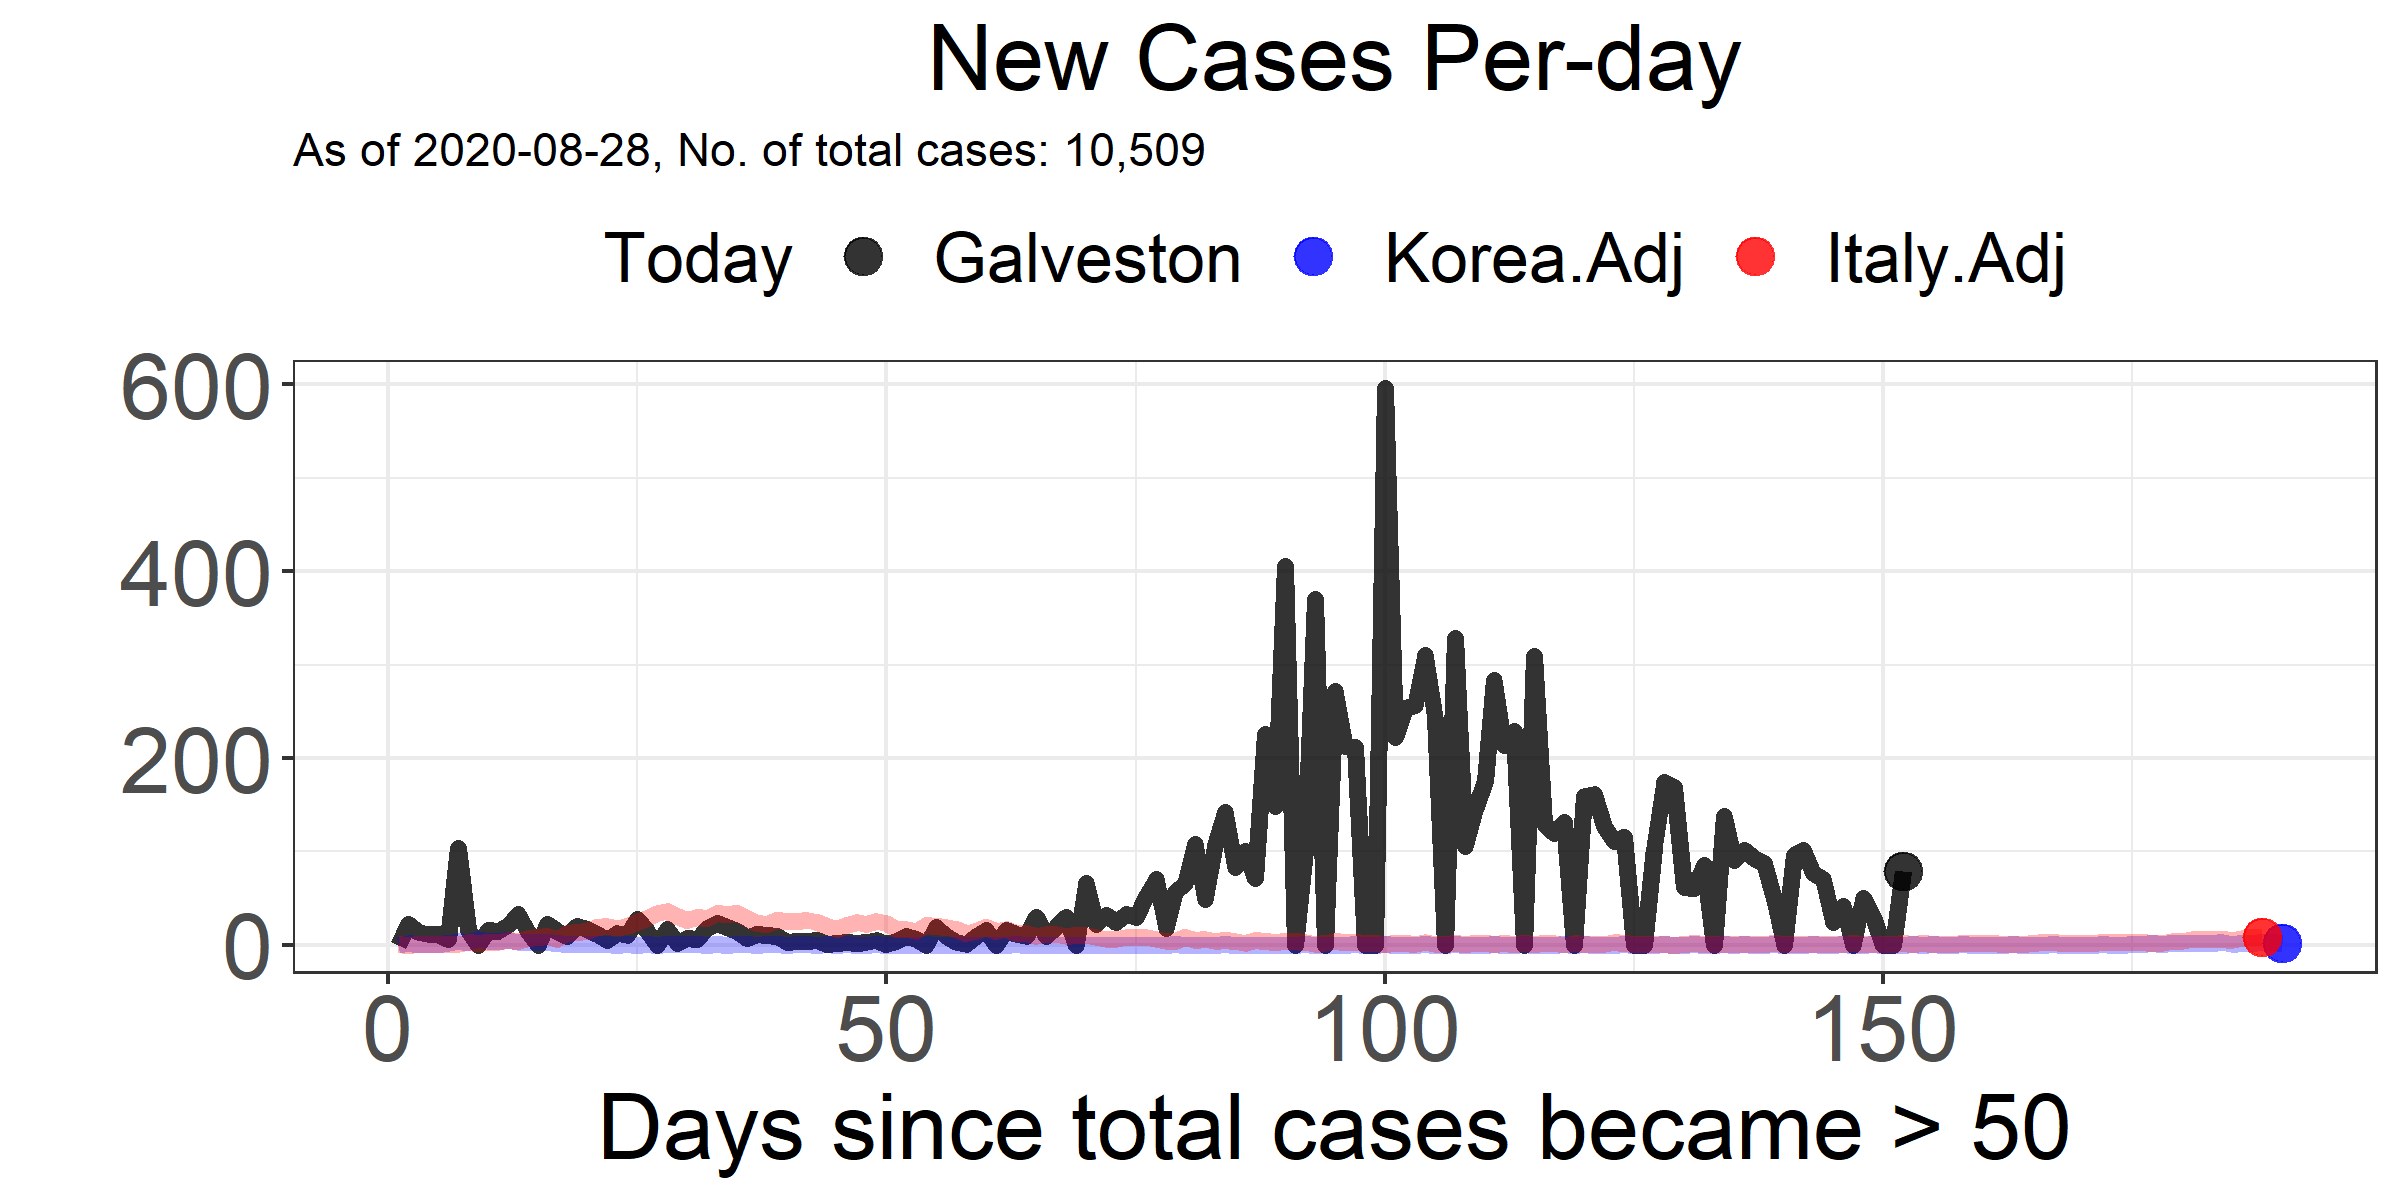 New Cases Per-day
As of 2020-08-28, No. of total cases: 10,509
Today Galveston Korea.Adj Italy.Adj
600
400
200
0
0 50 100 150
Days since total cases became > 50